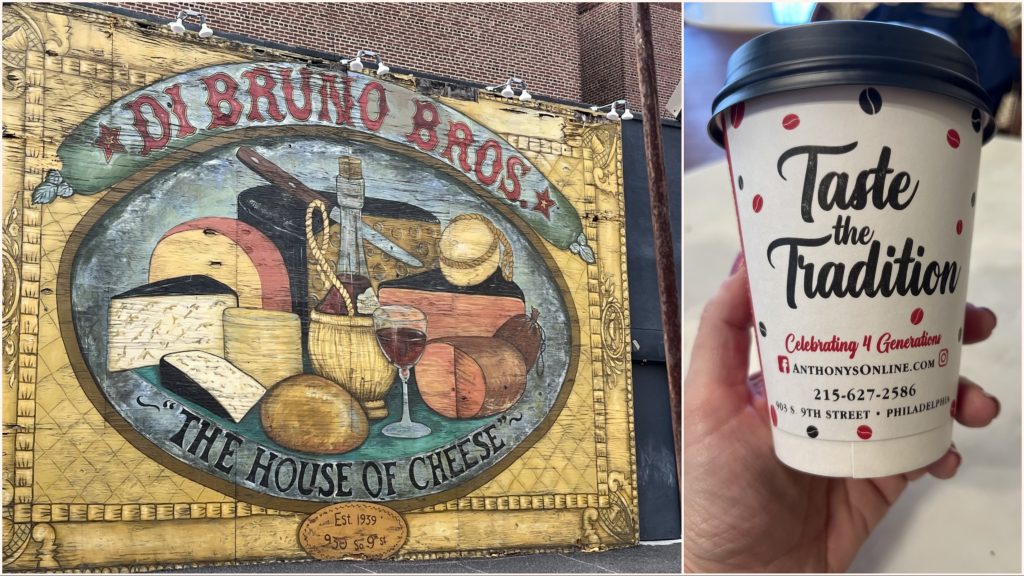 DI BRUNO BROS.
~"THE HOUSE OF CHEESE"~
EST. 1939
930 So. 9th ST
Taste
the
Tradition
Celebrating 4 Generations
ANTHONYSONLINE.COM
215-627-2586
903 S. 9TH STREET • PHILADELPHIA